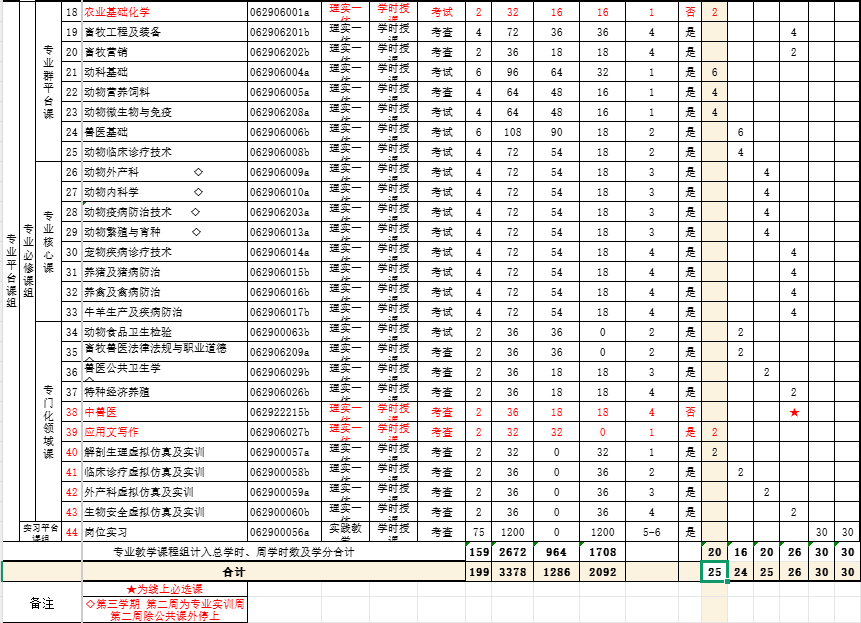 专业平台课组
专业必修课组
专业群平台课
18 农业基础化学 062906001a 理实一体 学时授课 考试 2 32 16 16 1 否 2
19 畜牧工程及装备 062906201b 理实一体 学时授课 考查 4 72 36 36 4 是 4
20 畜牧营销 062906202b 理实一体 学时授课 考查 2 36 18 18 4 是 2
21 动科基础 062906004a 理实一体 学时授课 考试 6 96 64 32 1 是 6
22 动物营养饲料 062906005a 理实一体 学时授课 考查 4 64 48 16 1 是 4
23 动物微生物与免疫 062906208a 理实一体 学时授课 考试 4 64 48 16 1 是 4
24 兽医基础 062906006b 理实一体 学时授课 考试 6 108 90 18 2 是 6
25 动物临床诊疗技术 062906008b 理实一体 学时授课 考试 4 72 54 18 2 是 4
专业核心课
26 动物外产科 ◇ 062906009a 理实一体 学时授课 考试 4 72 54 18 3 是 4
27 动物内科学 ◇ 062906010a 理实一体 学时授课 考试 4 72 54 18 3 是 4
28 动物疫病防治技术 ◇ 062906203a 理实一体 学时授课 考试 4 72 54 18 3 是 4
29 动物繁殖与育种 ◇ 062906013a 理实一体 学时授课 考试 4 72 54 18 3 是 4
30 宠物疾病诊疗技术 062906014a 理实一体 学时授课 考试 4 72 54 18 4 是 4
31 养猪及猪病防治 062906015b 理实一体 学时授课 考试 4 72 54 18 4 是 4
32 养禽及禽病防治 062906016b 理实一体 学时授课 考试 4 72 54 18 4 是 4
33 牛羊生产及疾病防治 062906017b 理实一体 学时授课 考试 4 72 54 18 4 是 4
专门化领域课
34 动物食品卫生检验 062900063b 理实一体 学时授课 考试 2 36 36 0 2 是 2
35 畜牧兽医法律法规与职业道德 ◇ 062906209a 理实一体 学时授课 考查 2 36 36 0 2 是 2
36 兽医公共卫生学 ◇ 062906029b 理实一体 学时授课 考查 2 36 18 18 3 是 2
37 特种经济养殖 062906026b 理实一体 学时授课 考查 2 36 18 18 4 是 2
38 中兽医 062922215b 理实一体 学时授课 考查 2 36 18 18 4 否 ★
39 应用文写作 062906027b 理实一体 学时授课 考查 2 32 32 0 1 是 2
40 解剖生理虚拟仿真及实训 062900057a 理实一体 学时授课 考查 2 32 0 32 1 是 2
41 临床诊疗虚拟仿真及实训 062900058b 理实一体 学时授课 考查 2 36 0 36 2 是 2
42 外产科虚拟仿真及实训 062900059a 理实一体 学时授课 考查 2 36 0 36 3 是 2
43 生物安全虚拟仿真及实训 062900060b 理实一体 学时授课 考查 2 36 0 36 4 是 2
实习平台课组 44 岗位实习 062900056a 实践教学 学时授课 考查 75 1200 0 1200 5-6 是 30 30
专业教学课程组计入总学时、周学时数及学分合计 159 2672 964 1708 20 16 20 26 30 30
合计 199 3378 1286 2092 25 24 25 26 30 30
备注
★为线上必选课
◇第三学期 第二周为专业实训周
第二周除公共课外停上